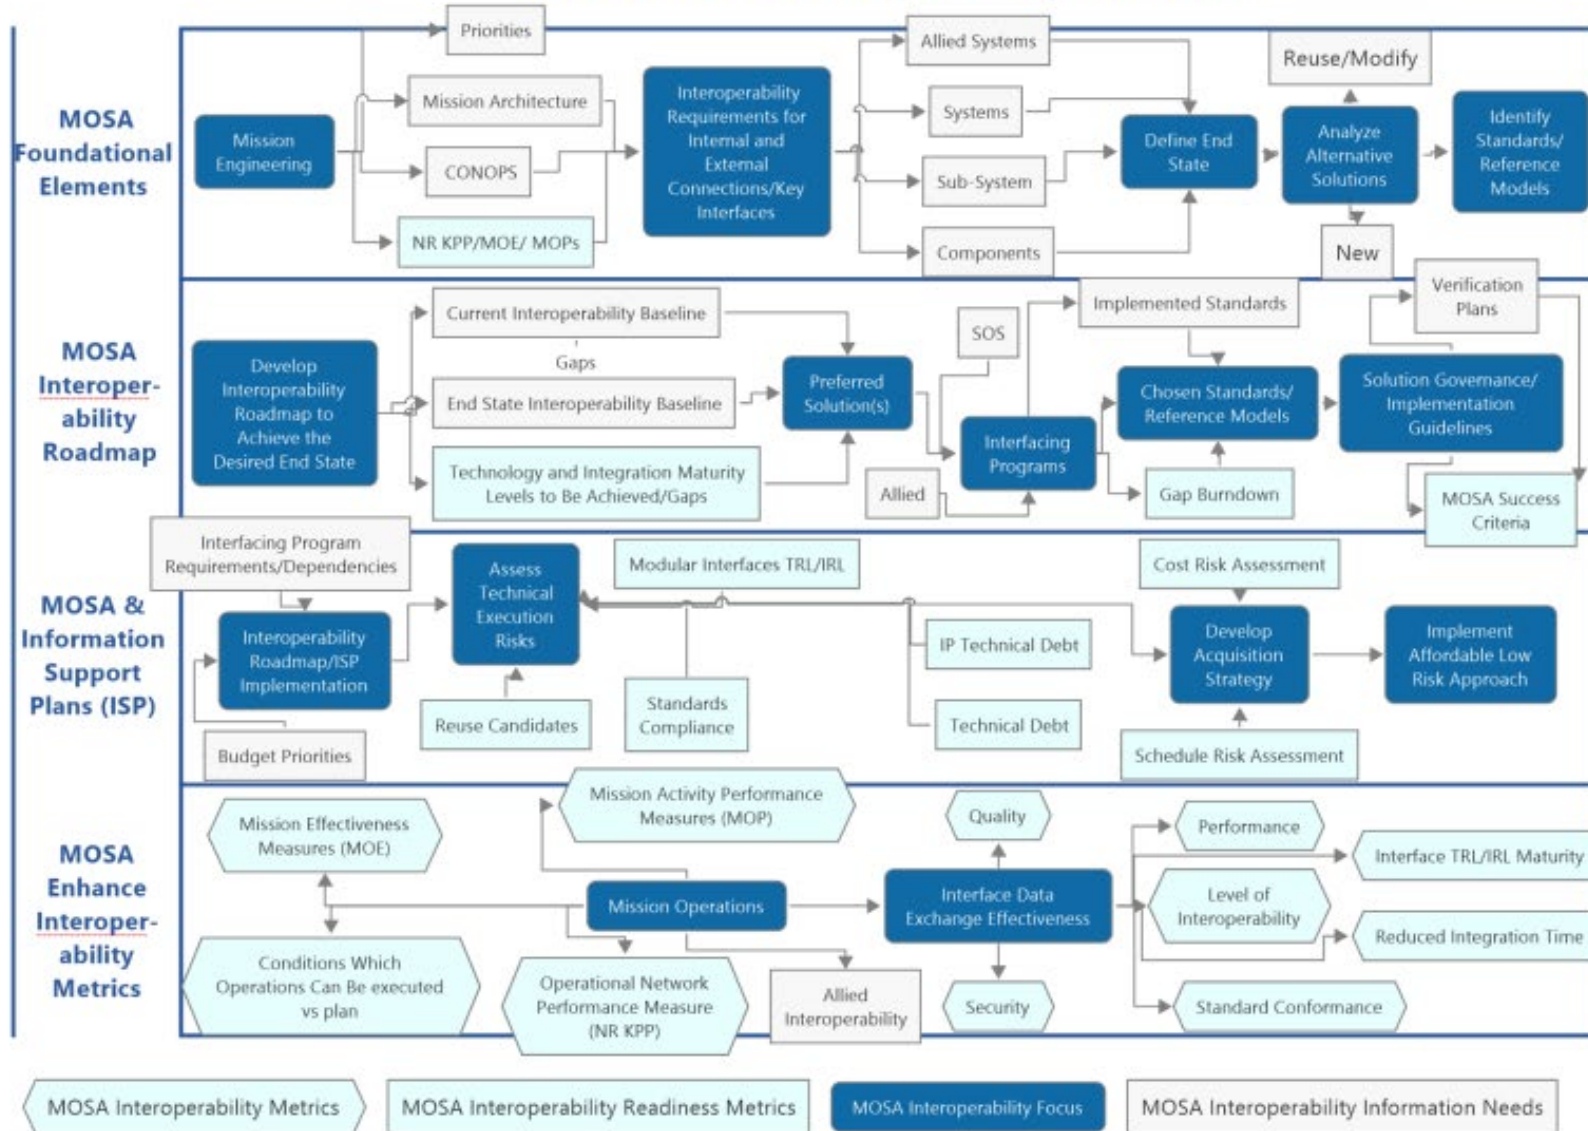 MOSA
Foundational
Elements
Mission
Engineering
Priorities
Mission Architecture
CONOPS
NR KPP/MOE/ MOPs
Interoperability
Requirements for
Internal and
External
Connections/Key
Interfaces
Allied Systems
Systems
Sub-System
Components
Define End
State
Reuse/Modify
Analyze
Alternative
Solutions
New
Identify
Standards/
Reference
Models
MOSA
Interoper-
ability
Roadmap
Develop
Interoperability
Roadmap to
Achieve the
Desired End State
Current Interoperability Baseline
Gaps
End State Interoperability Baseline
Technology and Integration Maturity
Levels to Be Achieved/Gaps
Preferred
Solution(s)
SOS
Allied
Interfacing
Programs
Implemented Standards
Chosen Standards/
Reference Models
Gap Burndown
Verification
Plans
Solution Governance/
Implementation
Guidelines
MOSA Success
Criteria
MOSA &
Information
Support
Plans (ISP)
Interfacing Program
Requirements/Dependencies
Interoperability
Roadmap/ISP
Implementation
Budget Priorities
Assess
Technical
Execution
Risks
Reuse Candidates
Modular Interfaces TRL/IRL
Standards
Compliance
IP Technical Debt
Technical Debt
Cost Risk Assessment
Develop
Acquisition
Strategy
Schedule Risk Assessment
Implement
Affordable Low
Risk Approach
MOSA
Enhance
Interoper-
ability
Metrics
Mission Effectiveness
Measures (MOE)
Conditions Which
Operations Can Be executed
vs plan
Mission Activity Performance
Measures (MOP)
Mission Operations
Operational Network
Performance Measure
(NR KPP)
Allied
Interoperability
Quality
Interface Data
Exchange Effectiveness
Security
Performance
Interface TRL/IRL Maturity
Level of
Interoperability
Reduced Integration Time
Standard Conformance
MOSA Interoperability Metrics
MOSA Interoperability Readiness Metrics
MOSA Interoperability Focus
MOSA Interoperability Information Needs